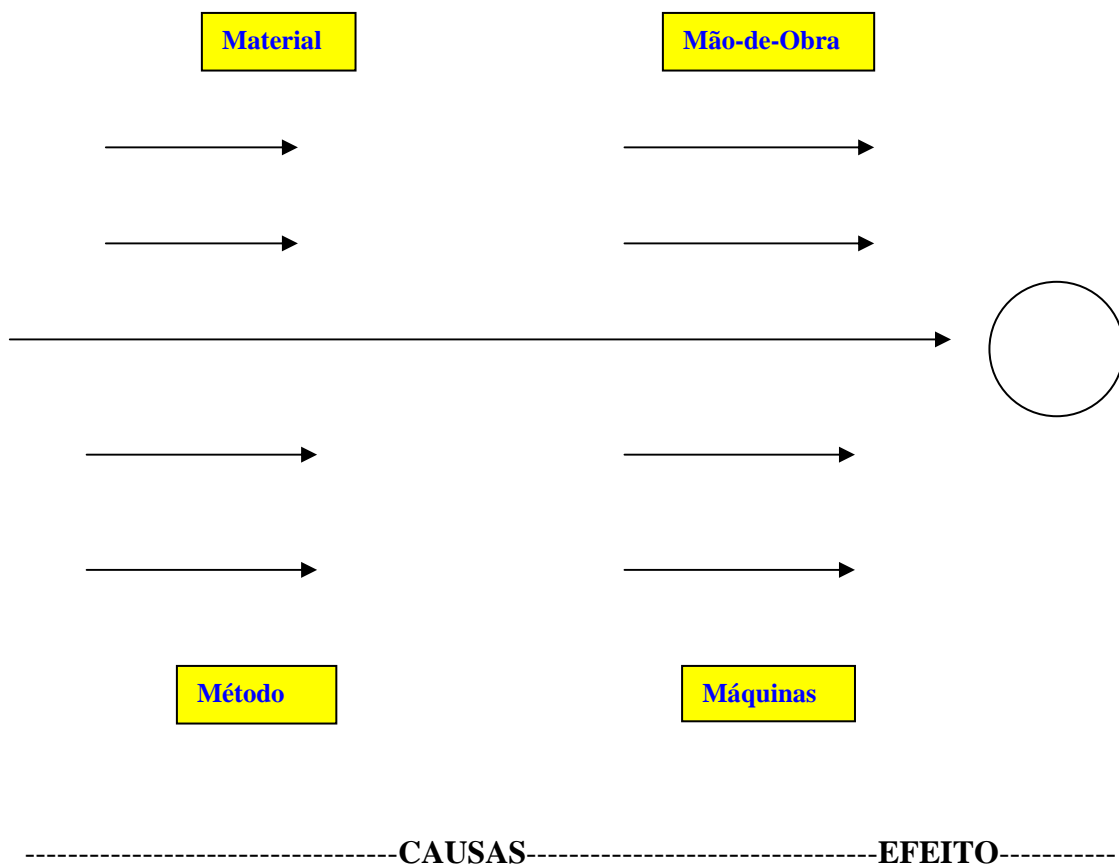 Material
Mão-de-Obra
Método
Máquinas
-----------------------------CAUSAS---------------------------EFEITO---------